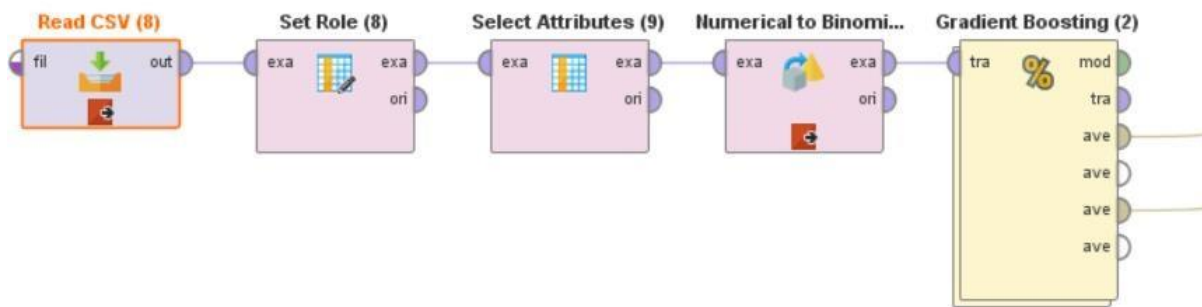 Read CSV (8)
Set Role (8)
Select Attributes (9)
Numerical to Binomi...
Gradient Boosting (2)
fil
out
exa
exa
ori
exa
exa
ori
exa
exa
ori
tra
mod
tra
ave
ave
ave
ave